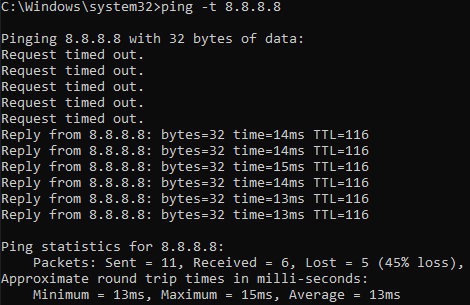 C:\Windows\system32>ping -t 8.8.8.8
Pinging 8.8.8.8 with 32 bytes of data:
Request timed out.
Request timed out.
Request timed out.
Request timed out.
Request timed out.
Reply from 8.8.8.8: bytes=32 time=14ms TTL=116
Reply from 8.8.8.8: bytes=32 time=14ms TTL=116
Reply from 8.8.8.8: bytes=32 time=15ms TTL=116
Reply from 8.8.8.8: bytes=32 time=14ms TTL=116
Reply from 8.8.8.8: bytes=32 time=13ms TTL=116
Reply from 8.8.8.8: bytes=32 time=13ms TTL=116
Ping statistics for 8.8.8.8:
    Packets: Sent = 11, Received = 6, Lost = 5 (45% loss),
Approximate round trip times in milli-seconds:
    Minimum = 13ms, Maximum = 15ms, Average = 13ms